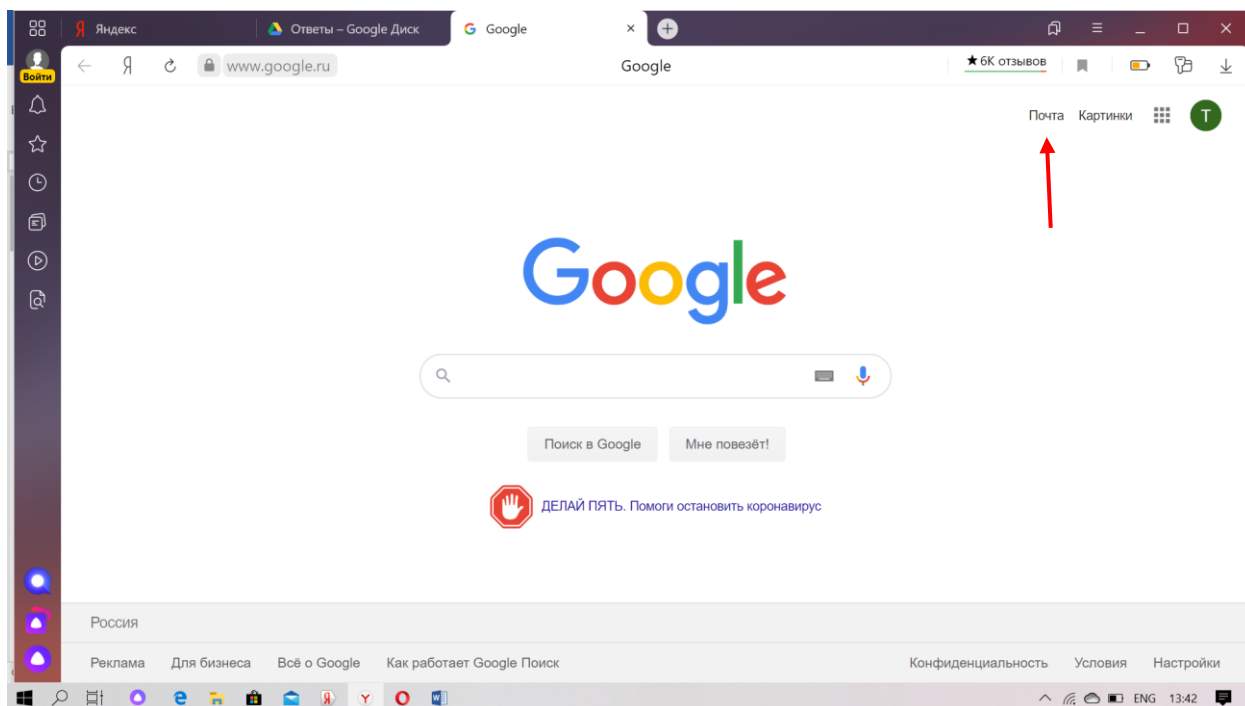 Яндекс
Ответы – Google Диск
Google
Войти
www.google.ru
Google
★ 6К отзывов
Почта
Картинки
T
Google
Поиск в Google
Мне повезёт!
ДЕЛАЙ ПЯТЬ. Помоги остановить коронавирус
Россия
Реклама
Для бизнеса
Всё о Google
Как работает Google Поиск
Конфиденциальность
Условия
Настройки
ENG
13:42